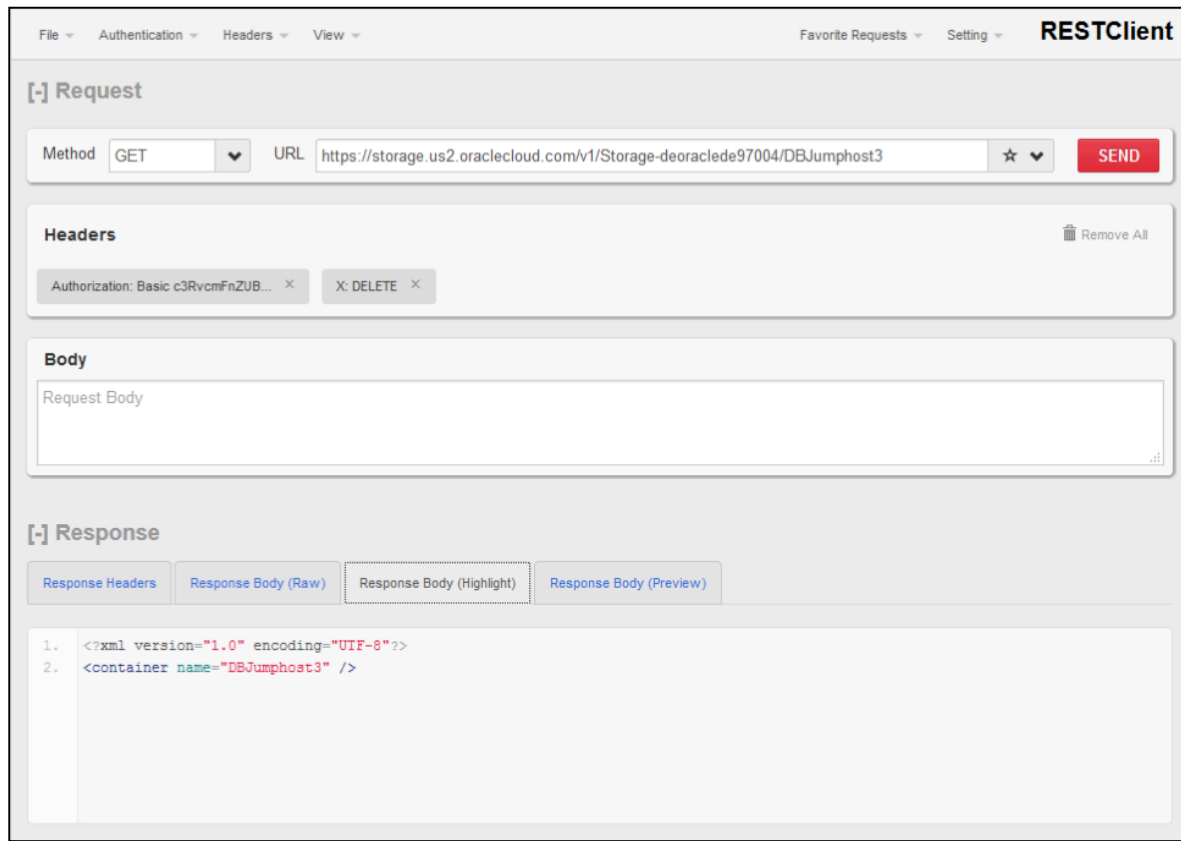 File Authentication Headers View Favorite Requests Setting RESTClient
[-] Request
Method GET URL https://storage.us2.oraclecloud.com/v1/Storage-deoraclede97004/DBJumphost3 SEND
Headers Remove All
Authorization: Basic c3RvcmFnZUB... × X: DELETE ×
Body
Request Body
[-] Response
Response Headers Response Body (Raw) Response Body (Highlight) Response Body (Preview)
1. <?xml version="1.0" encoding="UTF-8"?>
2. <container name="DBJumphost3" />